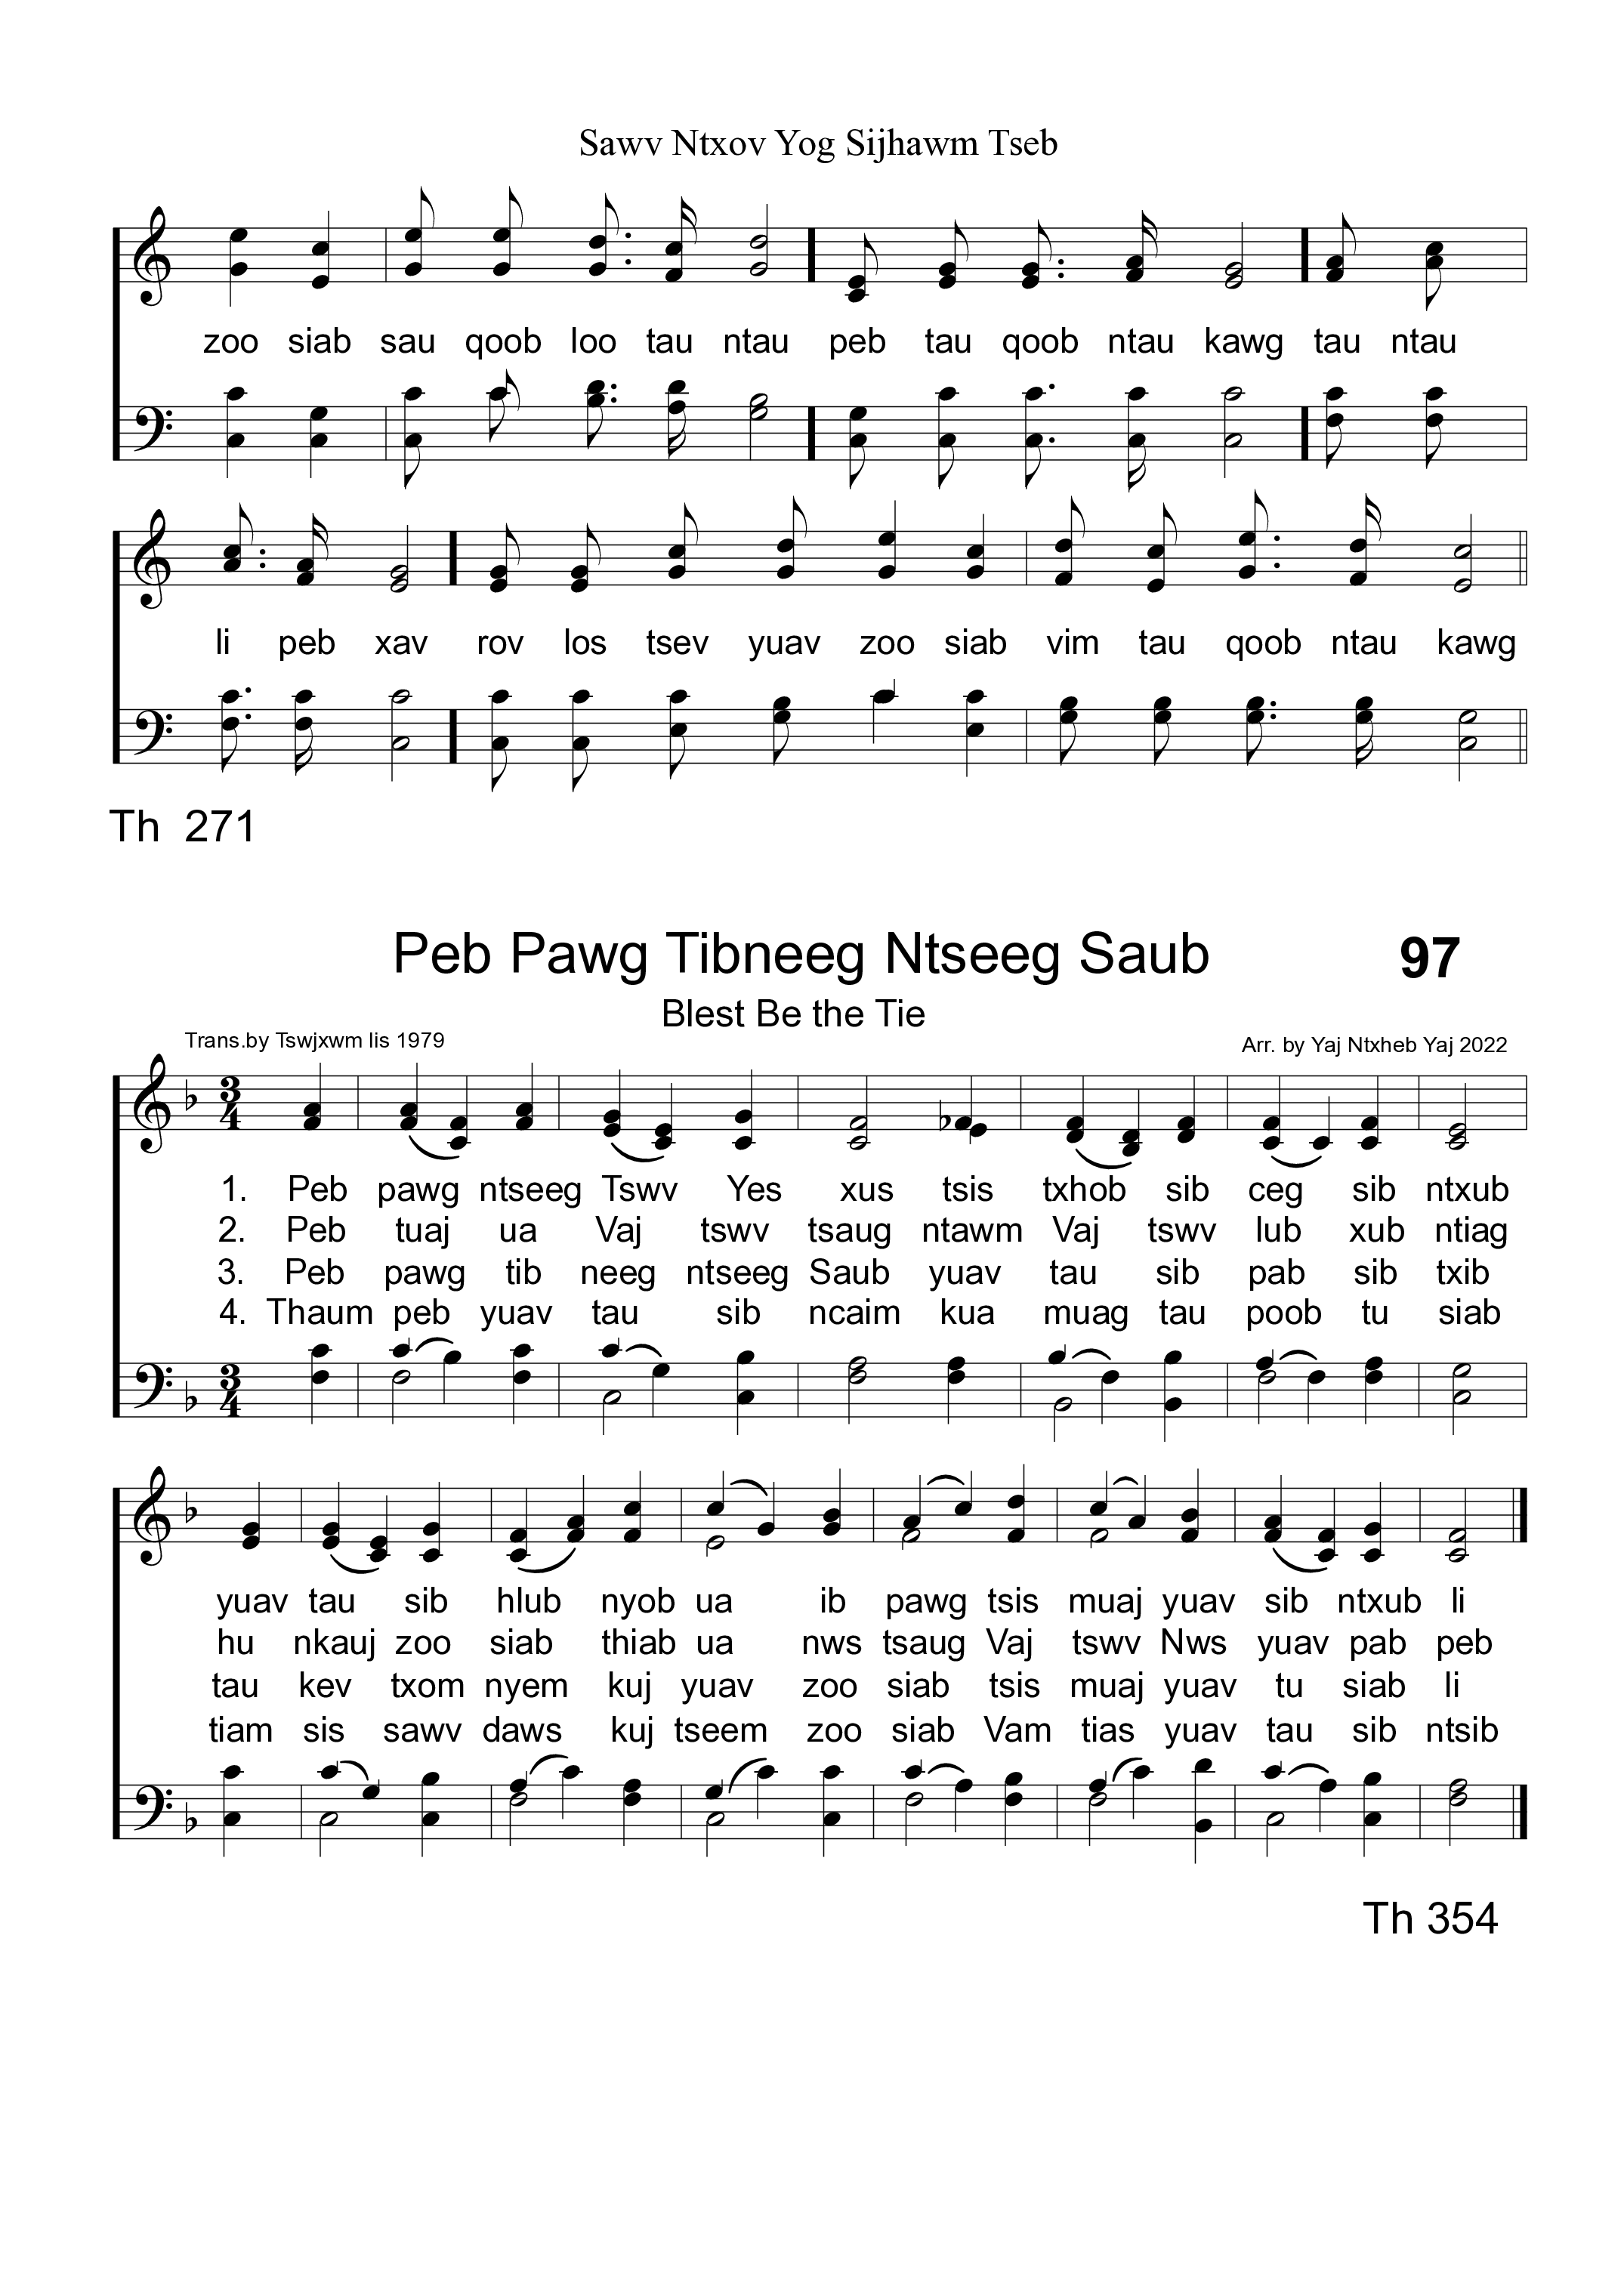 Sawv Ntxov Yog Sijhawm Tseb
zoo siab sau qoob loo tau ntau peb tau qoob ntau kawg tau ntau
li peb xav rov los tsev yuav zoo siab vim tau qoob ntau kawg
Th 271
Peb Pawg Tibneeg Ntseeg Saub 97
Blest Be the Tie
Trans.by Tswjxwm lis 1979 Arr. by Yaj Ntxheb Yaj 2022
3
4
1. Peb pawg ntseeg Tswv Yes xus tsis txhob sib ceg sib ntxub
2. Peb tuaj ua Vaj tswv tsaug ntawm Vaj tswv lub xub ntiag
3. Peb pawg tib neeg ntseeg Saub yuav tau sib pab sib txib
4. Thaum peb yuav tau sib ncaim kua muag tau poob tu siab
3
4
yuav tau sib hlub nyob ua ib pawg tsis muaj yuav sib ntxub li
hu nkauj zoo siab thiab ua nws tsaug Vaj tswv Nws yuav pab peb
tau kev txom nyem kuj yuav zoo siab tsis muaj yuav tu siab li
tiam sis sawv daws kuj tseem zoo siab Vam tias yuav tau sib ntsib
Th 354